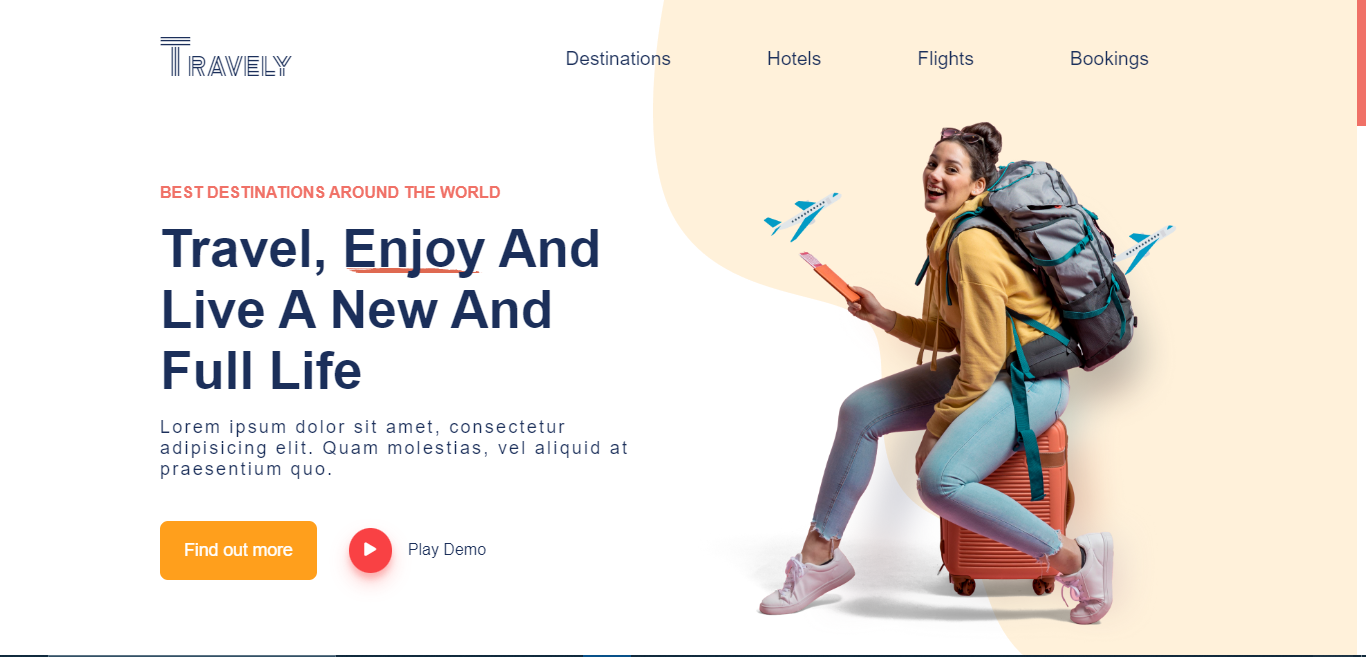 Travely
Destinations
Hotels
Flights
Bookings
BEST DESTINATIONS AROUND THE WORLD
Travel, Enjoy And
Live A New And
Full Life
Lorem ipsum dolor sit amet, consectetur
adipisicing elit. Quam molestias, vel aliquid at
praesentium quo.
Find out more
Play Demo